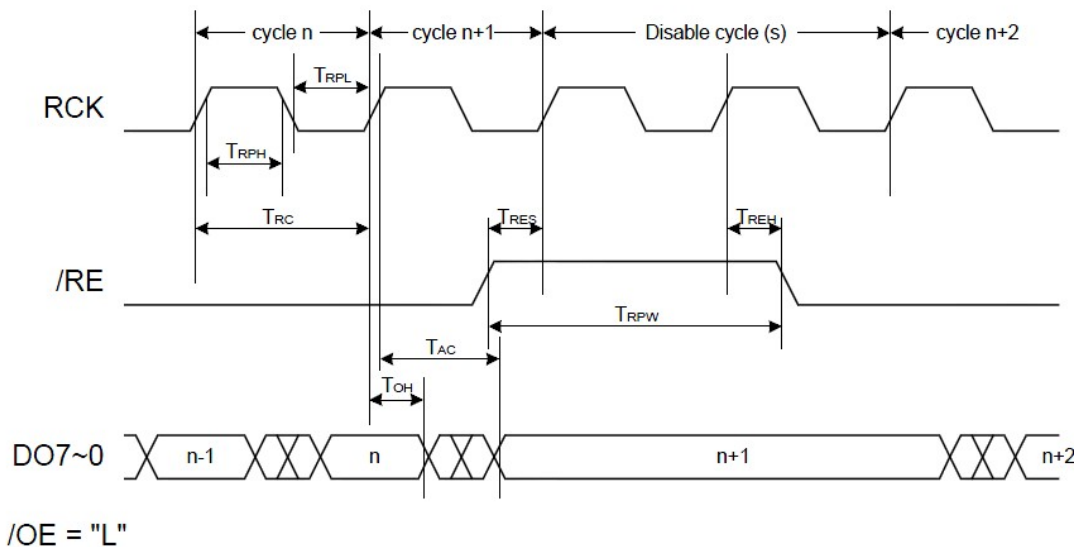 cycle n
cycle n+1
Disable cycle (s)
cycle n+2
TRPL
RCK
TRPH
TRC
TRES
TREH
/RE
TRPW
TAC
TOH
DO7~0
n-1
n
n+1
n+2
/OE = "L"